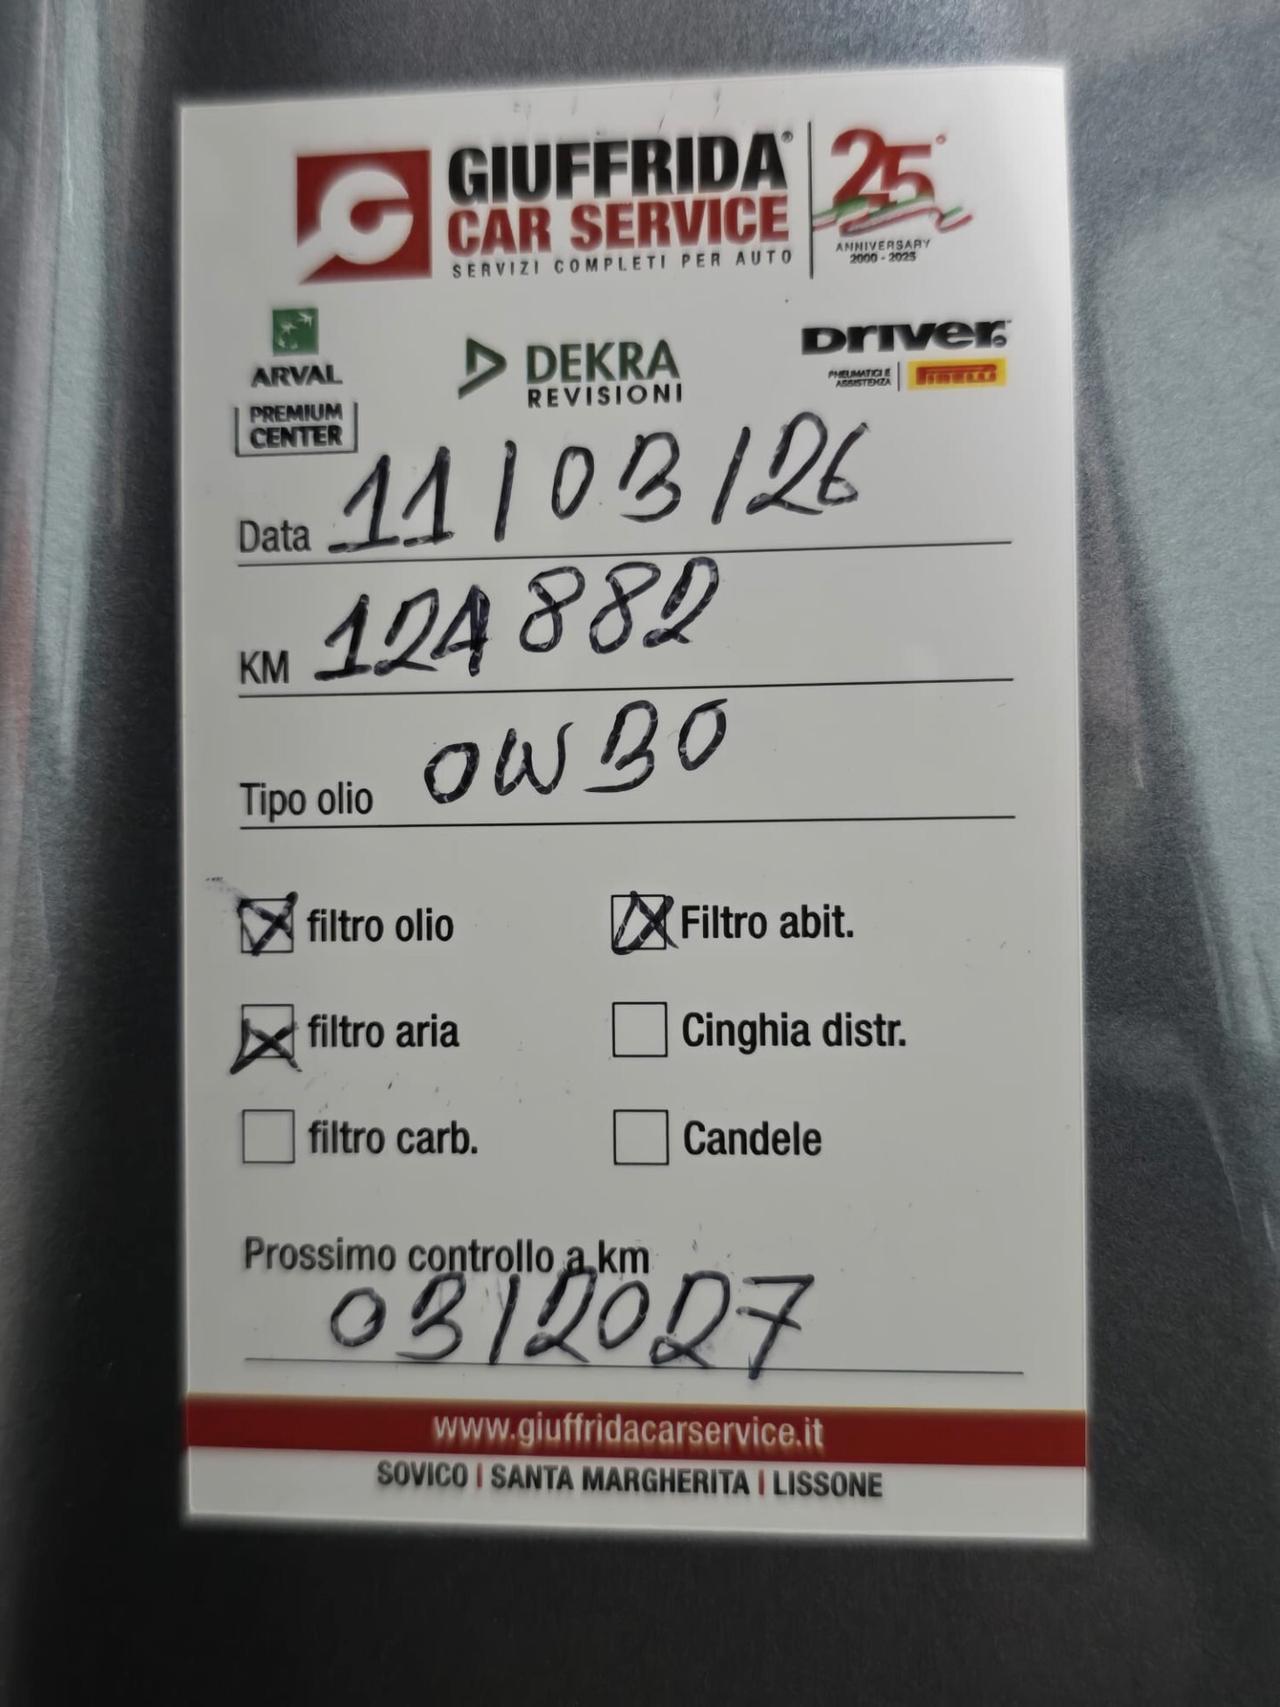 GIUFFRIDA®
CAR SERVICE
SERVIZI COMPLETI PER AUTO
25°
ANNIVERSARY
2000 - 2025
ARVAL
PREMIUM
CENTER
DEKRA
REVISIONI
DRIVER
PNEUMATICI E
ASSISTENZA
PIRELLI
Data 11/03/26
KM 124882
Tipo olio 0W30
filtro olio
Filtro abit.
filtro aria
Cinghia distr.
filtro carb.
Candele
Prossimo controllo a km
03/2027
www.giuffridacarservice.it
SOVICO | SANTA MARGHERITA | LISSONE